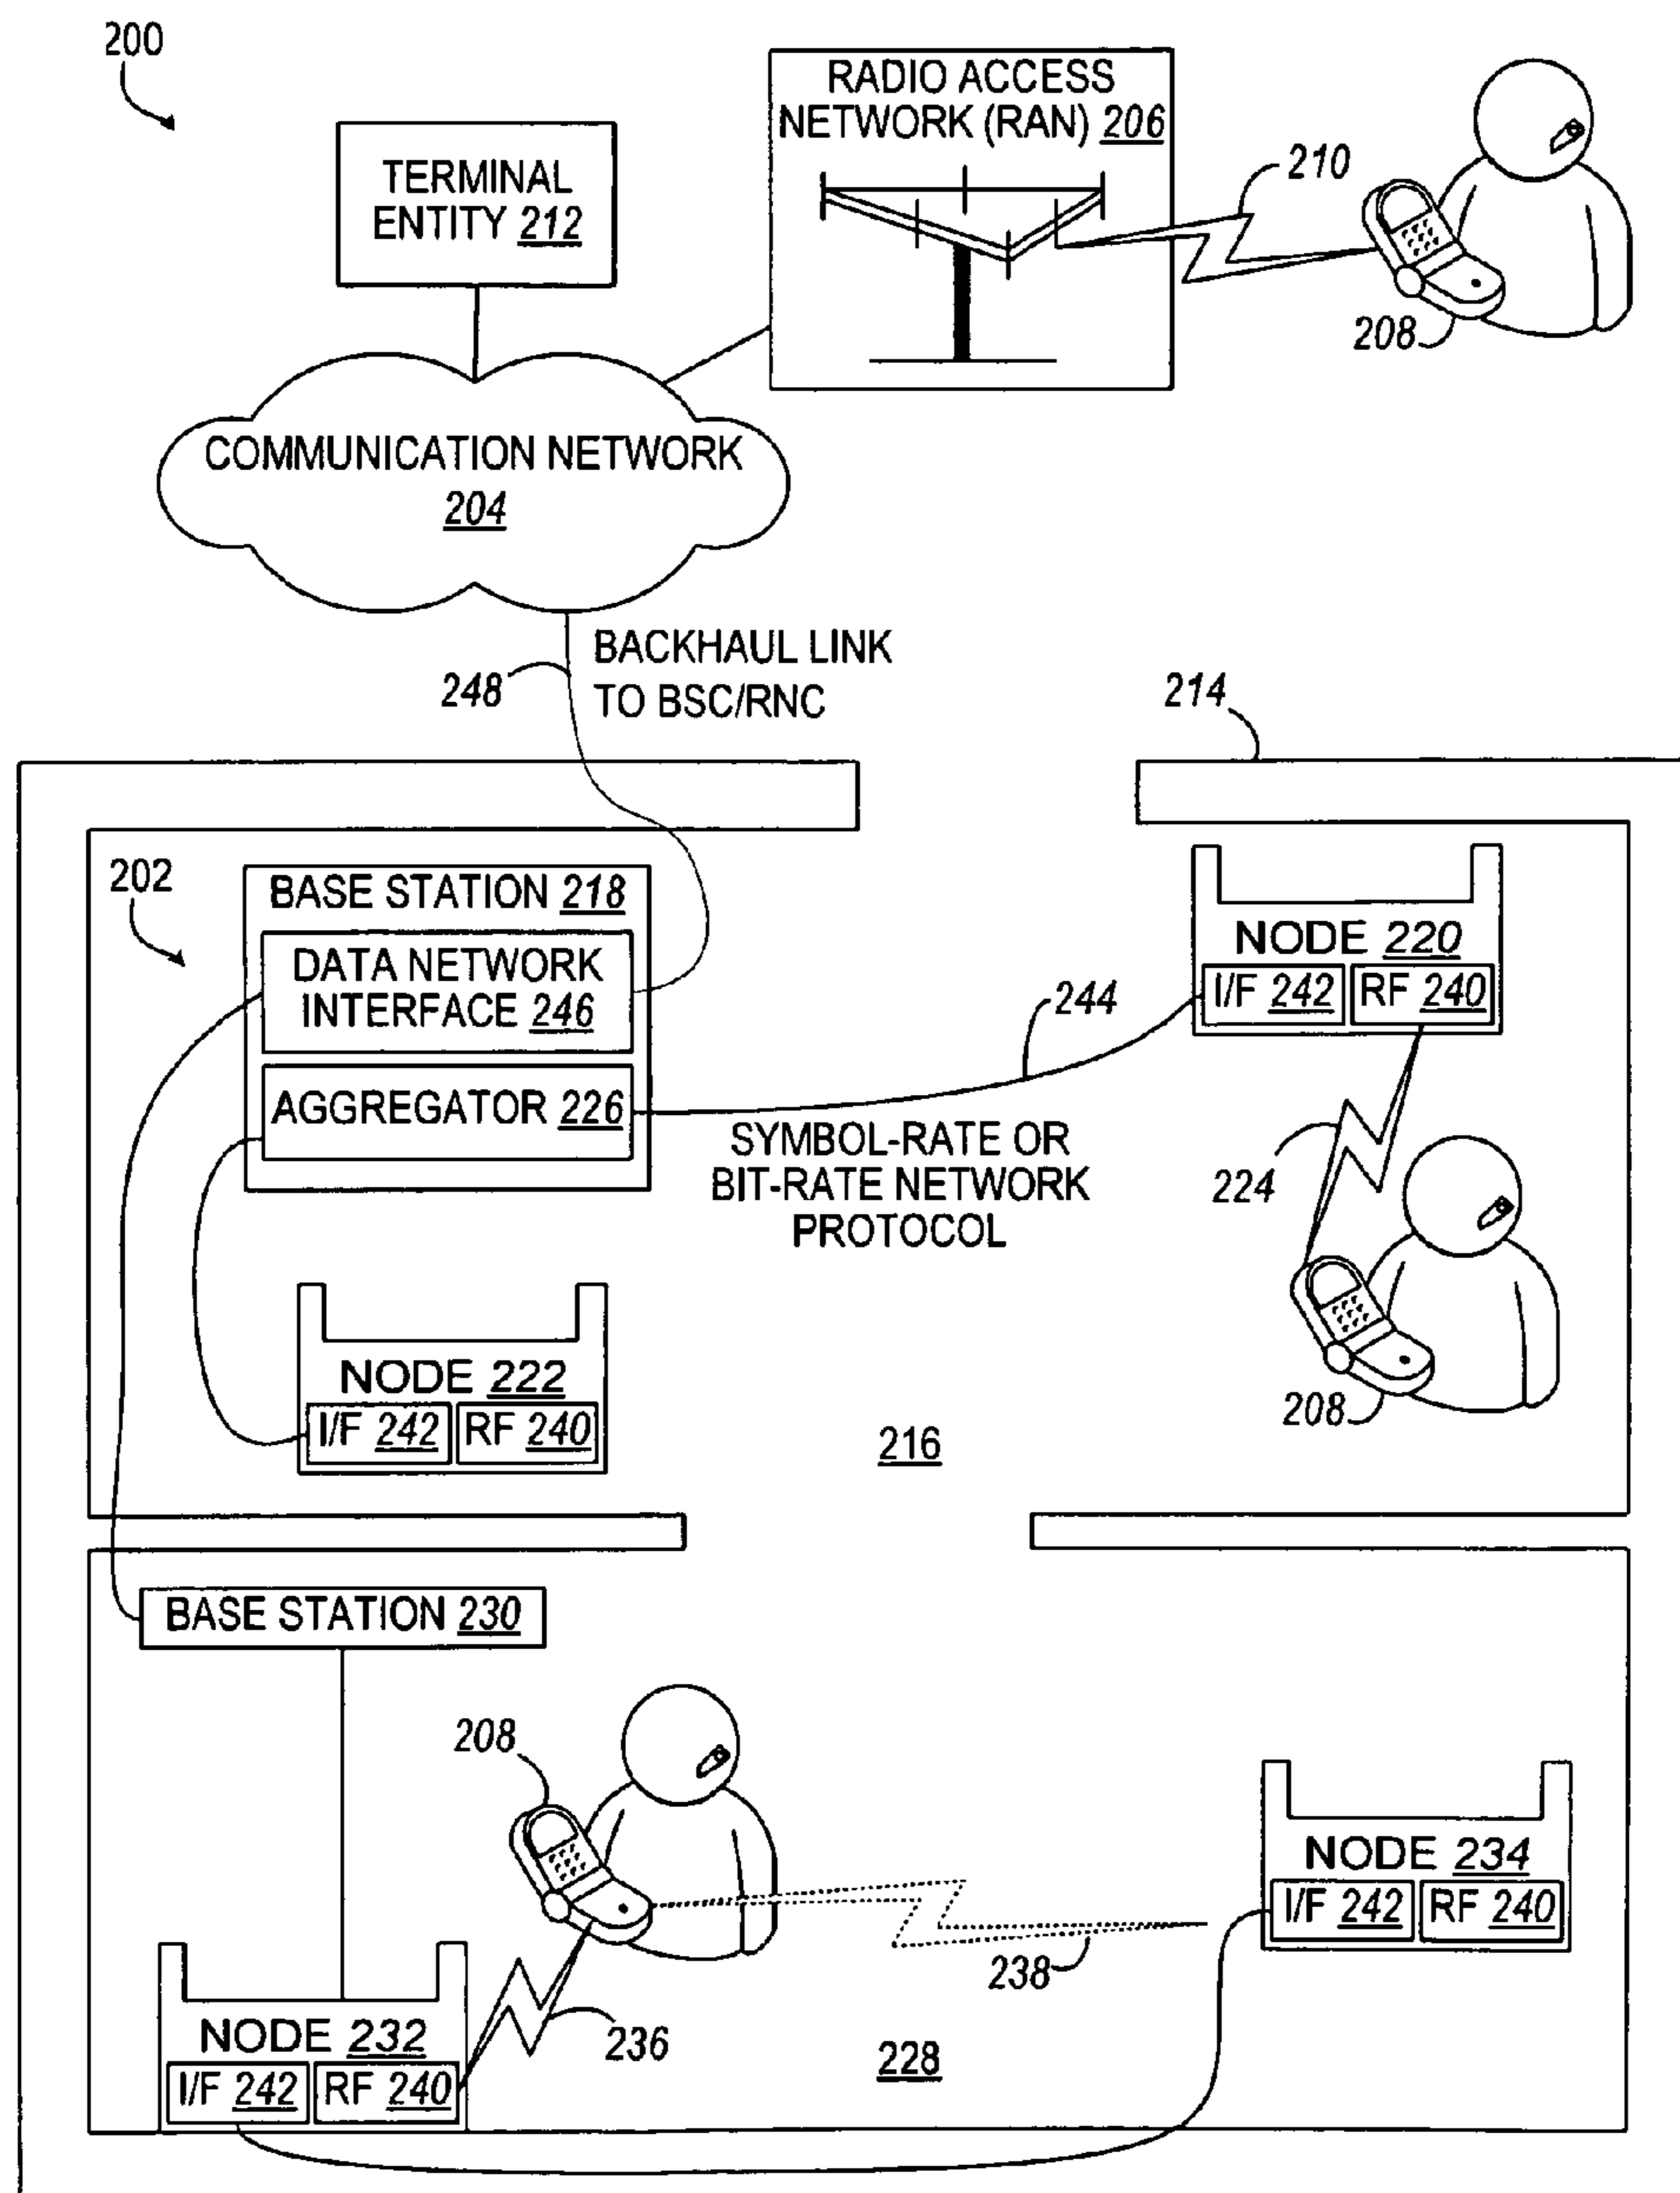 200
RADIO ACCESS
NETWORK (RAN) 206
210
208
TERMINAL
ENTITY 212
COMMUNICATION NETWORK
204
248
BACKHAUL LINK
TO BSC/RNC
214
202
BASE STATION 218
DATA NETWORK
INTERFACE 246
AGGREGATOR 226
244
SYMBOL-RATE OR
BIT-RATE NETWORK
PROTOCOL
NODE 220
I/F 242 RF 240
224
208
NODE 222
I/F 242 RF 240
216
BASE STATION 230
208
238
NODE 234
I/F 242 RF 240
236
NODE 232
I/F 242 RF 240
228